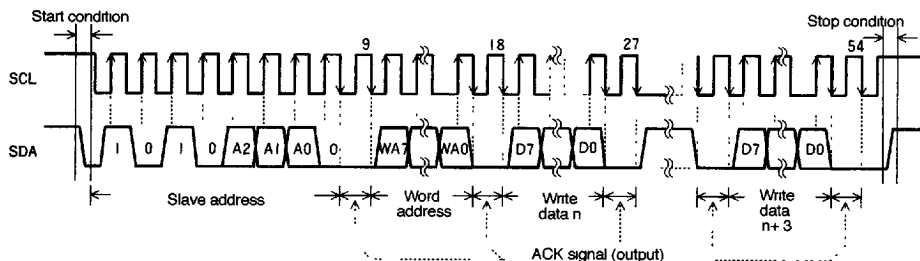 Start condition
Stop condition
9 18 27 54
SCL
SDA
1 0 1 0 A2 A1 A0 0 WA7 WA0 D7 D0 D7 D0
Slave address
Word
address
Write
data n
Write
data
n+3
ACK signal (output)